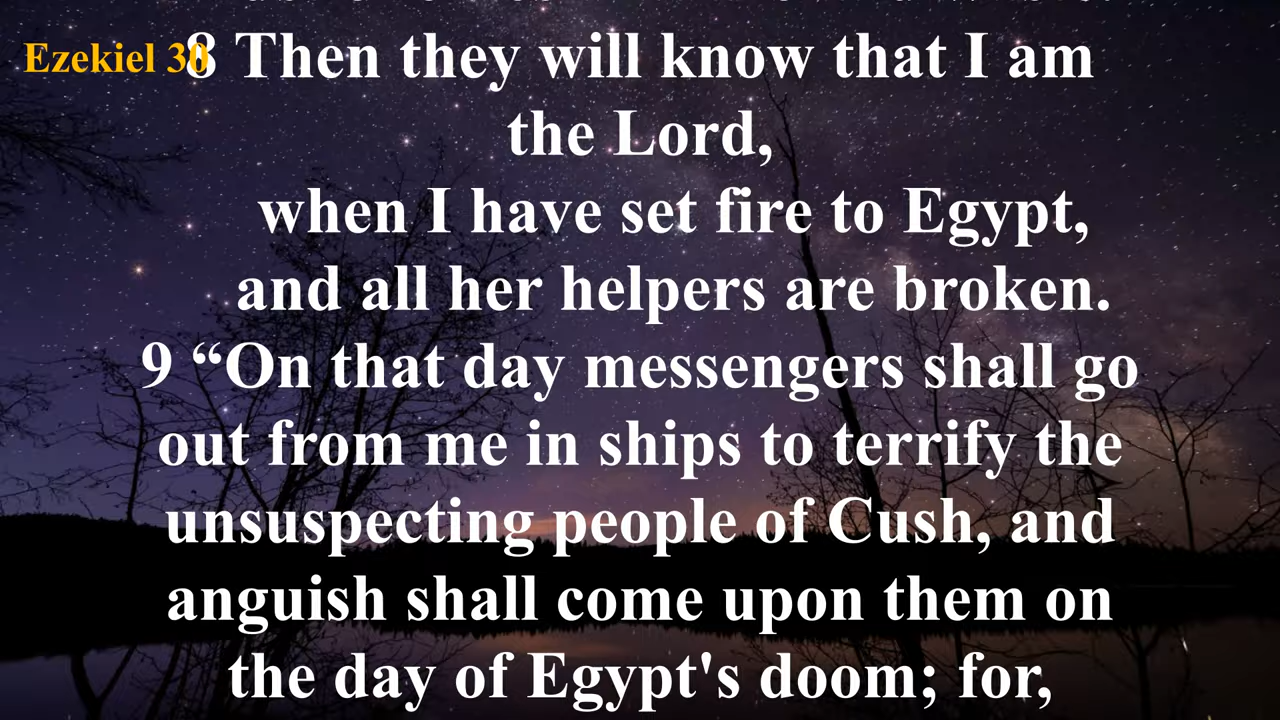 Ezekiel 30
8 Then they will know that I am
the Lord,
when I have set fire to Egypt,
and all her helpers are broken.
9 “On that day messengers shall go
out from me in ships to terrify the
unsuspecting people of Cush, and
anguish shall come upon them on
the day of Egypt's doom; for,